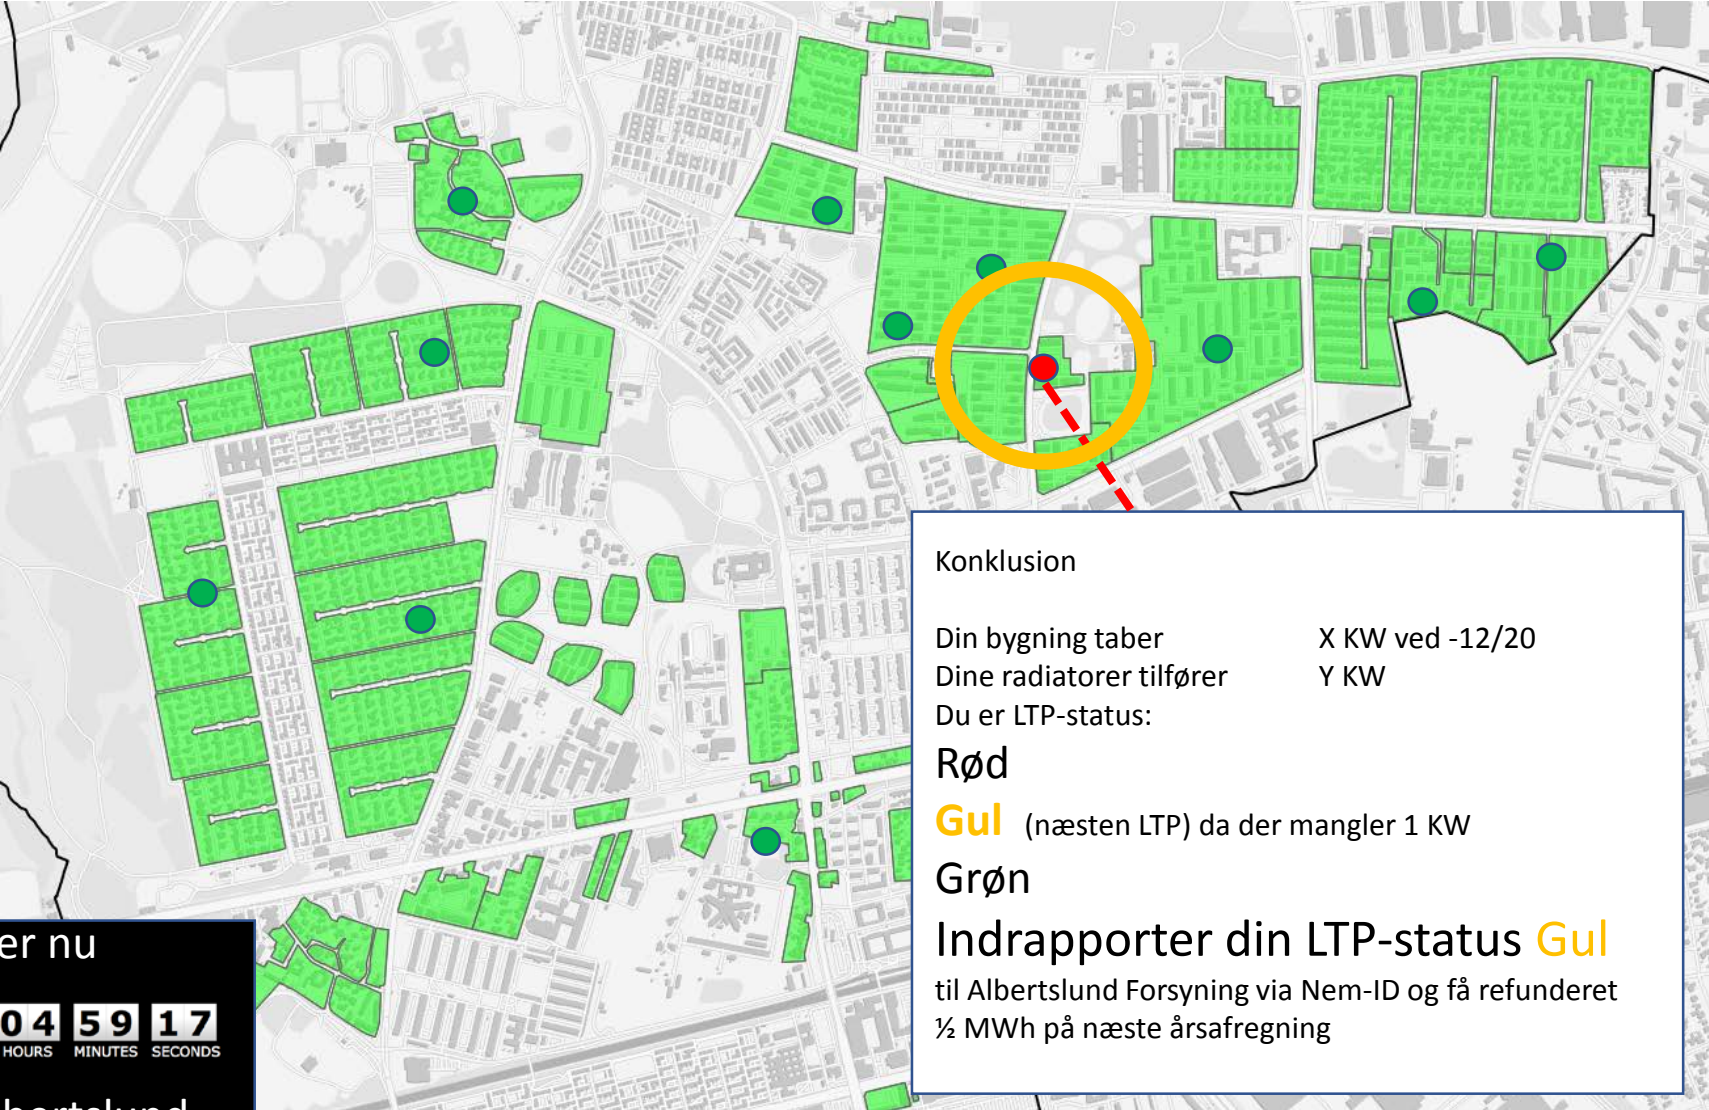 Konklusion
Din bygning taber X KW ved -12/20
Dine radiatorer tilfører Y KW
Du er LTP-status:
Rød
Gul (næsten LTP) da der mangler 1 KW
Grøn
Indrapporter din LTP-status Gul
til Albertslund Forsyning via Nem-ID og få refunderet
½ MWh på næste årsafregning
er nu
04 59 17
HOURS MINUTES SECONDS